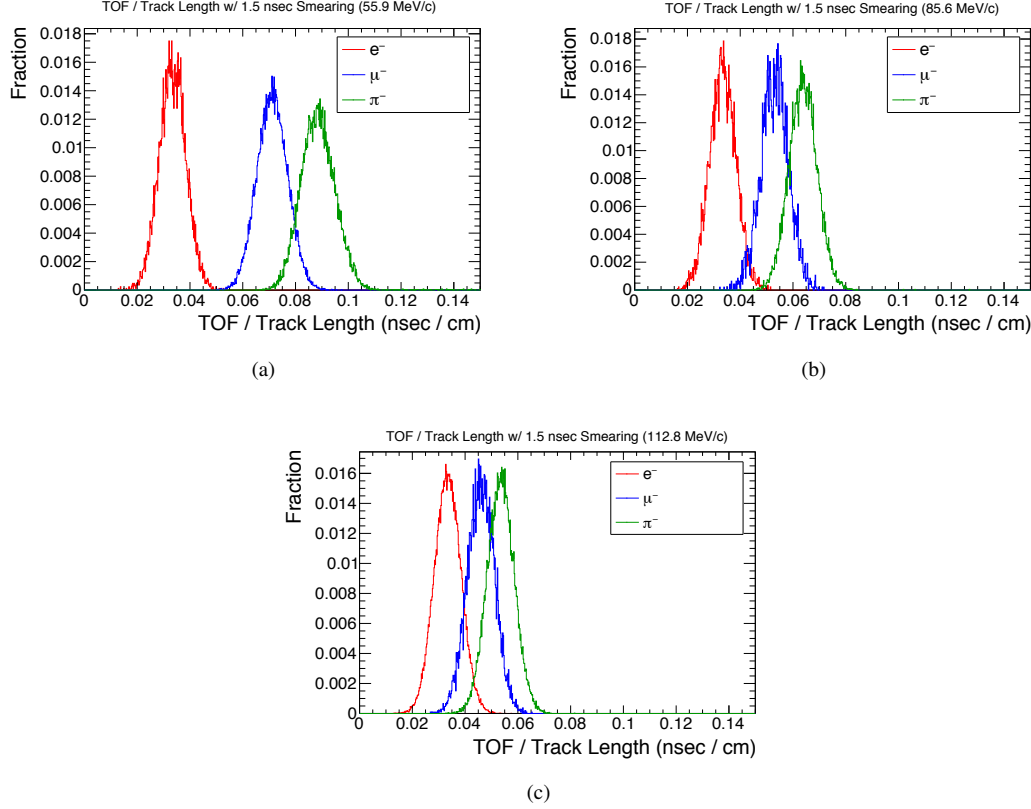 TOF / Track Length w/ 1.5 nsec Smearing (55.9 MeV/c)
Fraction
0.018
0.016
0.014
0.012
0.01
0.008
0.006
0.004
0.002
0
e⁻
μ⁻
π⁻
0 0.02 0.04 0.06 0.08 0.1 0.12 0.14
TOF / Track Length (nsec / cm)
(a)
TOF / Track Length w/ 1.5 nsec Smearing (85.6 MeV/c)
Fraction
0.018
0.016
0.014
0.012
0.01
0.008
0.006
0.004
0.002
0
e⁻
μ⁻
π⁻
0 0.02 0.04 0.06 0.08 0.1 0.12 0.14
TOF / Track Length (nsec / cm)
(b)
TOF / Track Length w/ 1.5 nsec Smearing (112.8 MeV/c)
Fraction
0.016
0.014
0.012
0.01
0.008
0.006
0.004
0.002
0
e⁻
μ⁻
π⁻
0 0.02 0.04 0.06 0.08 0.1 0.12 0.14
TOF / Track Length (nsec / cm)
(c)